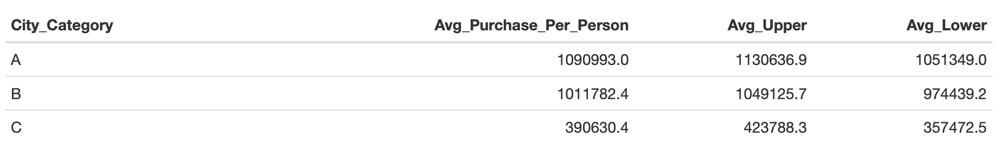 City_Category Avg_Purchase_Per_Person Avg_Upper Avg_Lower
A 1090993.0 1130636.9 1051349.0
B 1011782.4 1049125.7 974439.2
C 390630.4 423788.3 357472.5